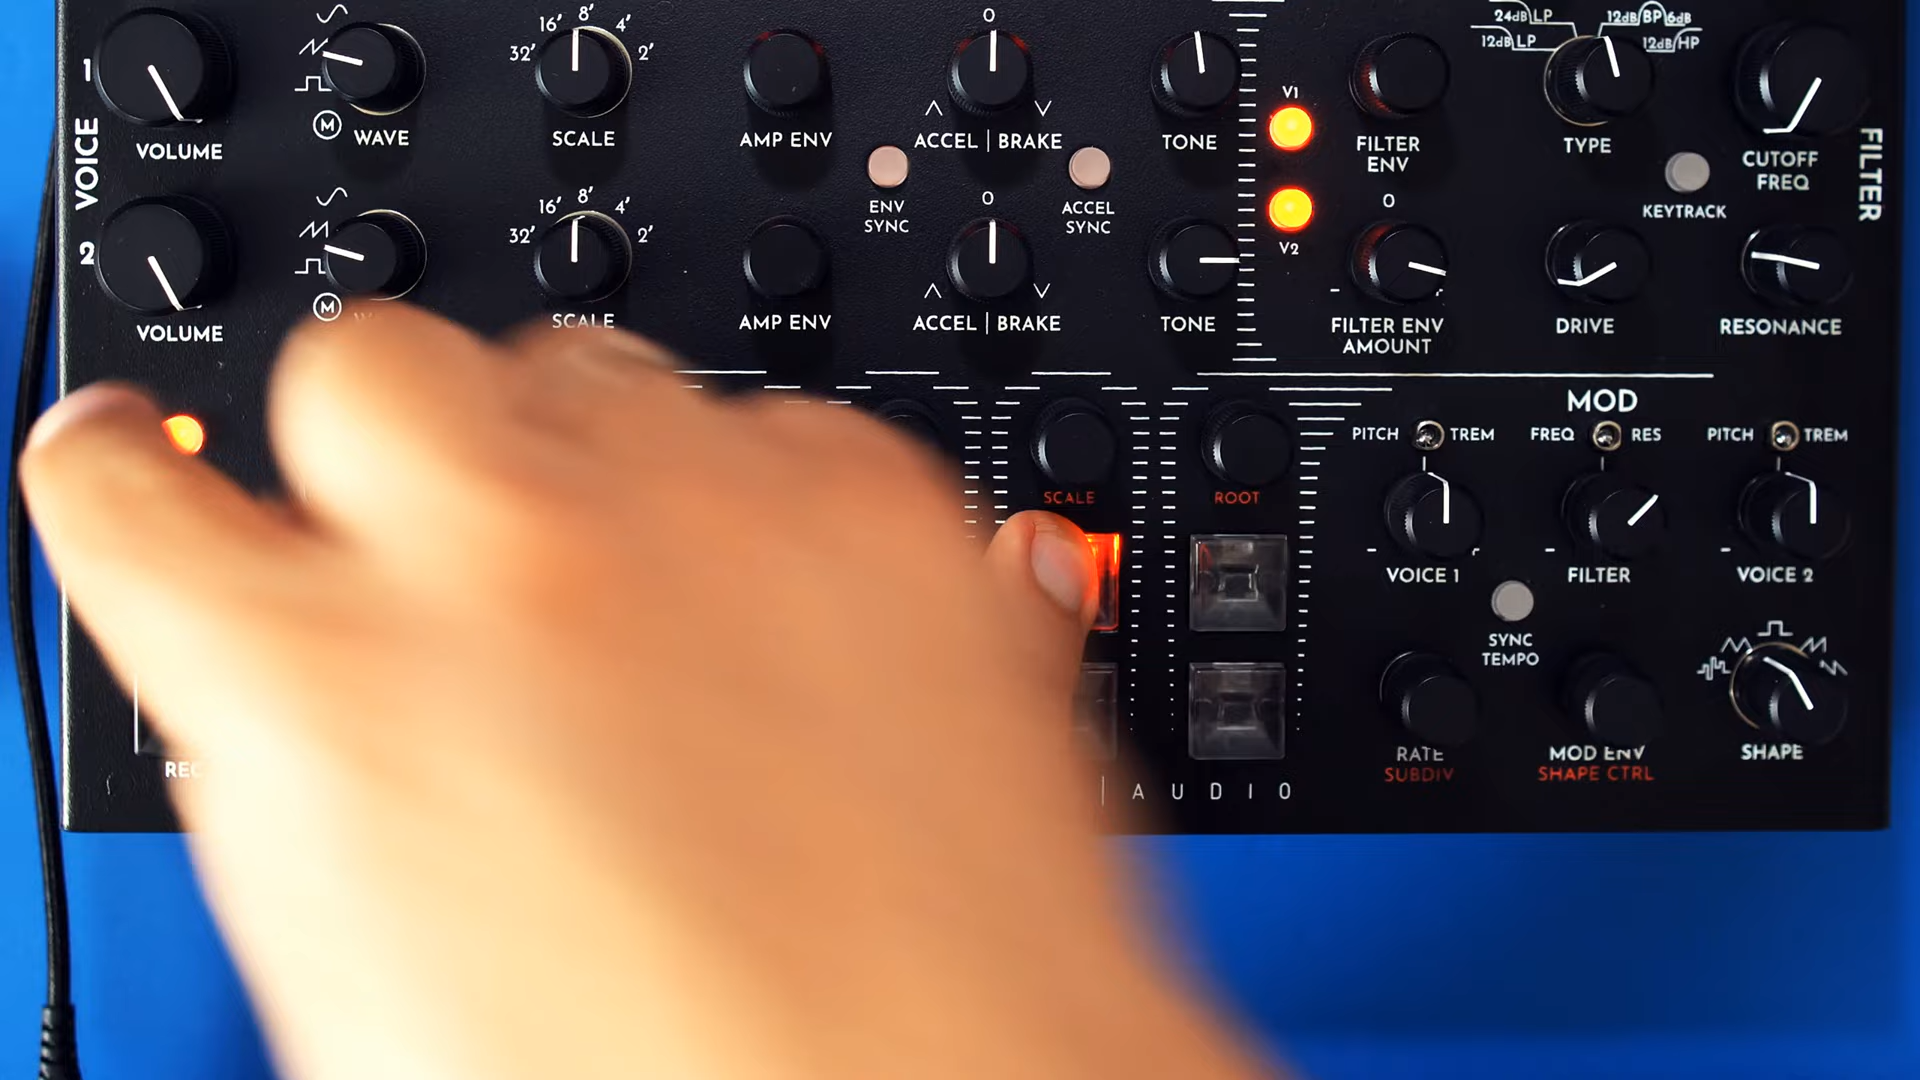 24dB LP
12dB BP 6dB
12dB LP
12dB HP
0
16' 8' 4'
32' 2'
1
VOLUME
M
WAVE
SCALE
AMP ENV
ACCEL | BRAKE
TONE
V1
FILTER
ENV
TYPE
CUTOFF
FREQ
VOICE
FILTER
ENV
SYNC
ACCEL
SYNC
KEYTRACK
16' 8' 4'
32' 2'
0
0
2
V2
VOLUME
M
SCALE
AMP ENV
ACCEL | BRAKE
TONE
- FILTER ENV
AMOUNT
DRIVE
RESONANCE
MOD
PITCH TREM
FREQ RES
PITCH TREM
SCALE
ROOT
-
VOICE 1
-
FILTER
-
VOICE 2
SYNC
TEMPO
RATE
SUBDIV
MOD ENV
SHAPE CTRL
SHAPE
| AUDIO